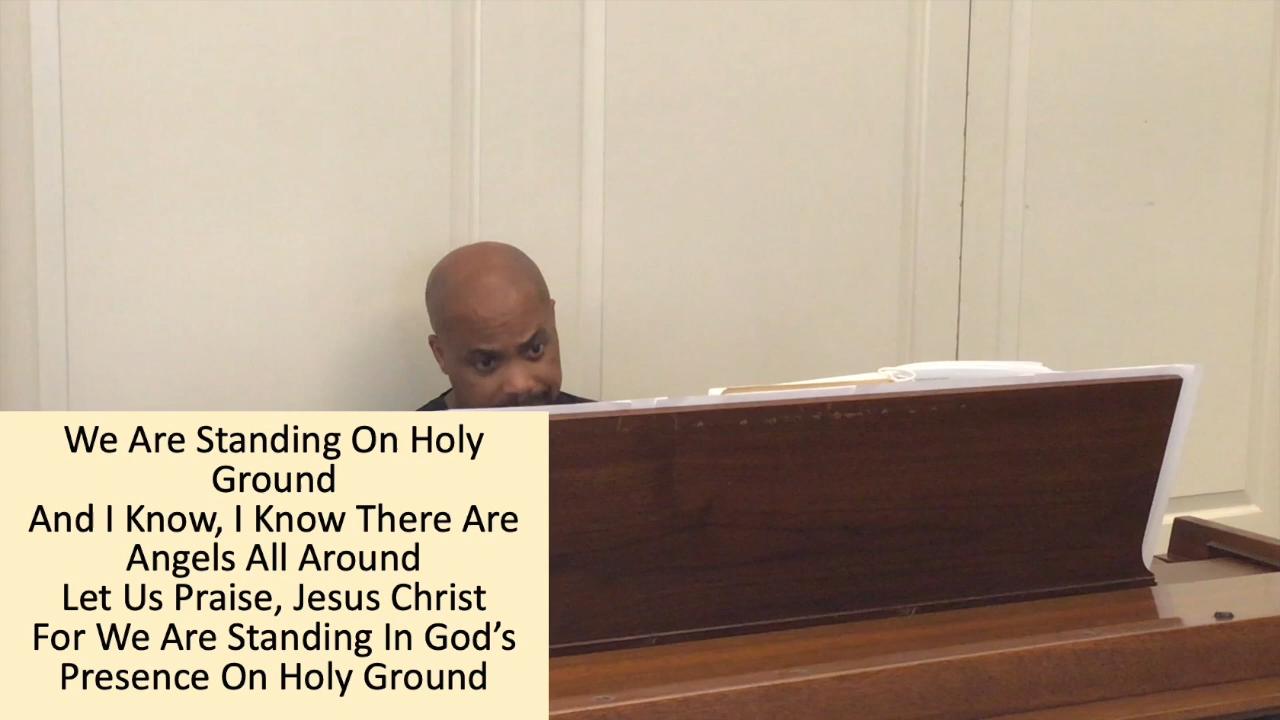 We Are Standing On Holy
Ground
And I Know, I Know There Are
Angels All Around
Let Us Praise, Jesus Christ
For We Are Standing In God’s
Presence On Holy Ground